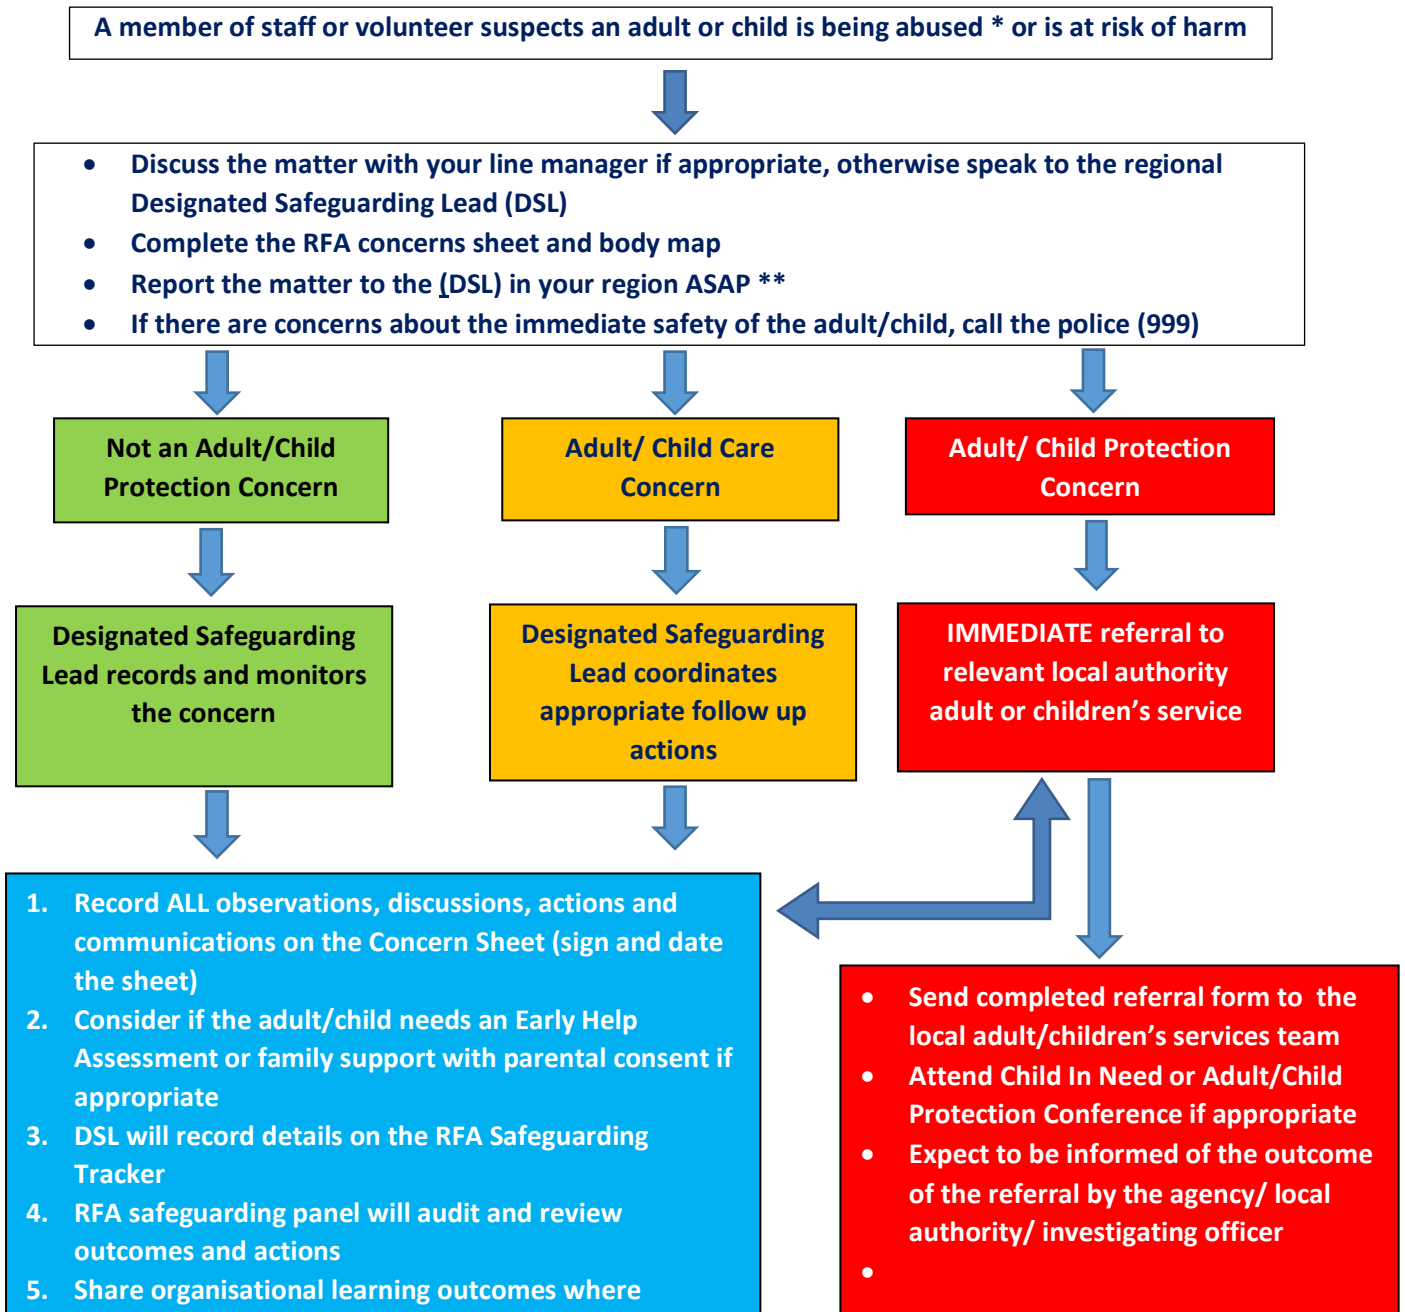 A member of staff or volunteer suspects an adult or child is being abused * or is at risk of harm
• Discuss the matter with your line manager if appropriate, otherwise speak to the regional
Designated Safeguarding Lead (DSL)
• Complete the RFA concerns sheet and body map
• Report the matter to the (DSL) in your region ASAP **
• If there are concerns about the immediate safety of the adult/child, call the police (999)
Not an Adult/Child
Protection Concern
Adult/ Child Care
Concern
Adult/ Child Protection
Concern
Designated Safeguarding
Lead records and monitors
the concern
Designated Safeguarding
Lead coordinates
appropriate follow up
actions
IMMEDIATE referral to
relevant local authority
adult or children’s service
1. Record ALL observations, discussions, actions and
communications on the Concern Sheet (sign and date
the sheet)
2. Consider if the adult/child needs an Early Help
Assessment or family support with parental consent if
appropriate
3. DSL will record details on the RFA Safeguarding
Tracker
4. RFA safeguarding panel will audit and review
outcomes and actions
5. Share organisational learning outcomes where
• Send completed referral form to  the
local adult/children’s services team
• Attend Child In Need or Adult/Child
Protection Conference if appropriate
• Expect to be informed of the outcome
of the referral by the agency/ local
authority/ investigating officer
•